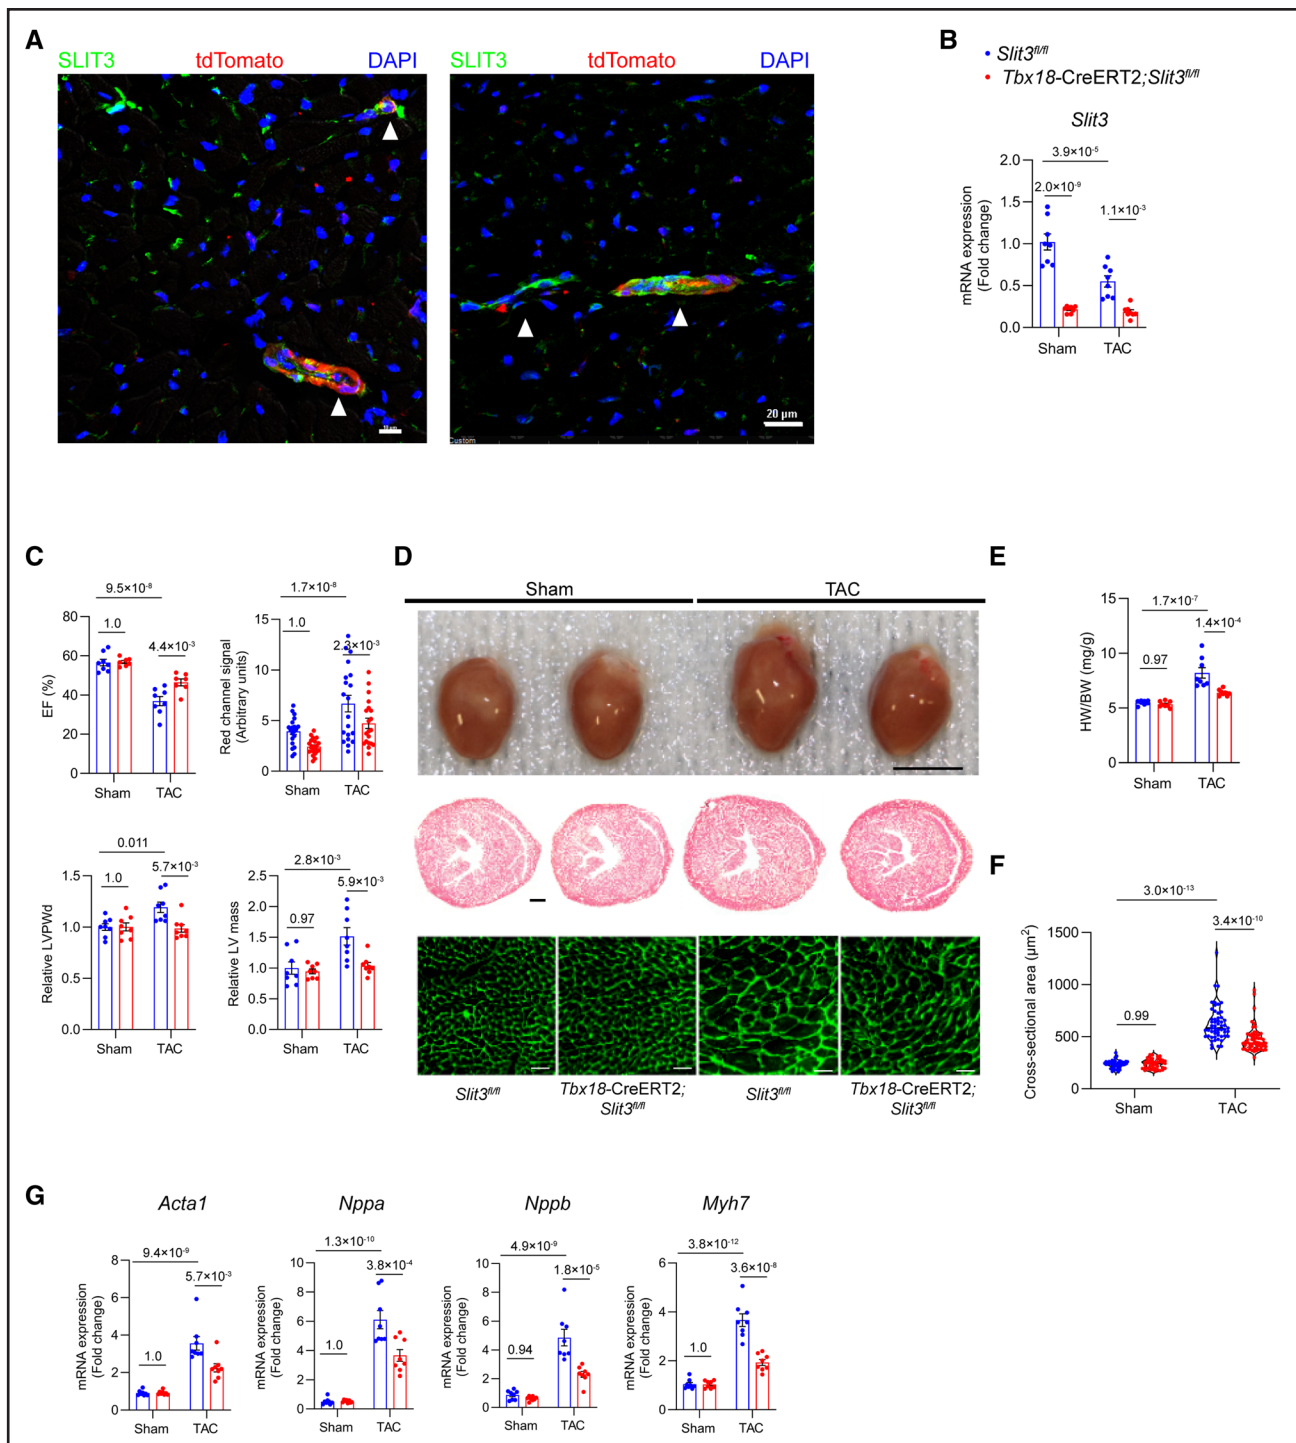 A
SLIT3 tdTomato DAPI
SLIT3 tdTomato DAPI
Custom
20 µm
B
Slit3fl/fl
Tbx18-CreERT2;Slit3fl/fl
Slit3
3.9×10-5
2.0×10-9
1.1×10-3
mRNA expression
(Fold change)
2.0
1.5
1.0
0.5
0.0
Sham TAC
C
9.5×10-8
1.0
4.4×10-3
EF (%)
80
60
40
20
0
Sham TAC
1.7×10-8
1.0
2.3×10-3
Red channel signal
(Arbitrary units)
15
10
5
0
Sham TAC
0.011
1.0
5.7×10-3
Relative LVPWd
1.5
1.0
0.5
0.0
Sham TAC
2.8×10-3
0.97
5.9×10-3
Relative LV mass
2.5
2.0
1.5
1.0
0.5
0.0
Sham TAC
D
Sham TAC
Slit3fl/fl
Tbx18-CreERT2;
Slit3fl/fl
Slit3fl/fl
Tbx18-CreERT2;
Slit3fl/fl
E
1.7×10-7
0.97
1.4×10-4
HW/BW (mg/g)
15
10
5
0
Sham TAC
F
3.0×10-13
0.99
3.4×10-10
Cross-sectional area (µm2)
1500
1000
500
0
Sham TAC
G
Acta1
9.4×10-9
1.0
5.7×10-3
mRNA expression
(Fold change)
8
6
4
2
0
Sham TAC
Nppa
1.3×10-10
1.0
3.8×10-4
mRNA expression
(Fold change)
10
8
6
4
2
0
Sham TAC
Nppb
4.9×10-9
0.94
1.8×10-5
mRNA expression
(Fold change)
10
8
6
4
2
0
Sham TAC
Myh7
3.8×10-12
1.0
3.6×10-8
mRNA expression
(Fold change)
6
4
2
0
Sham TAC